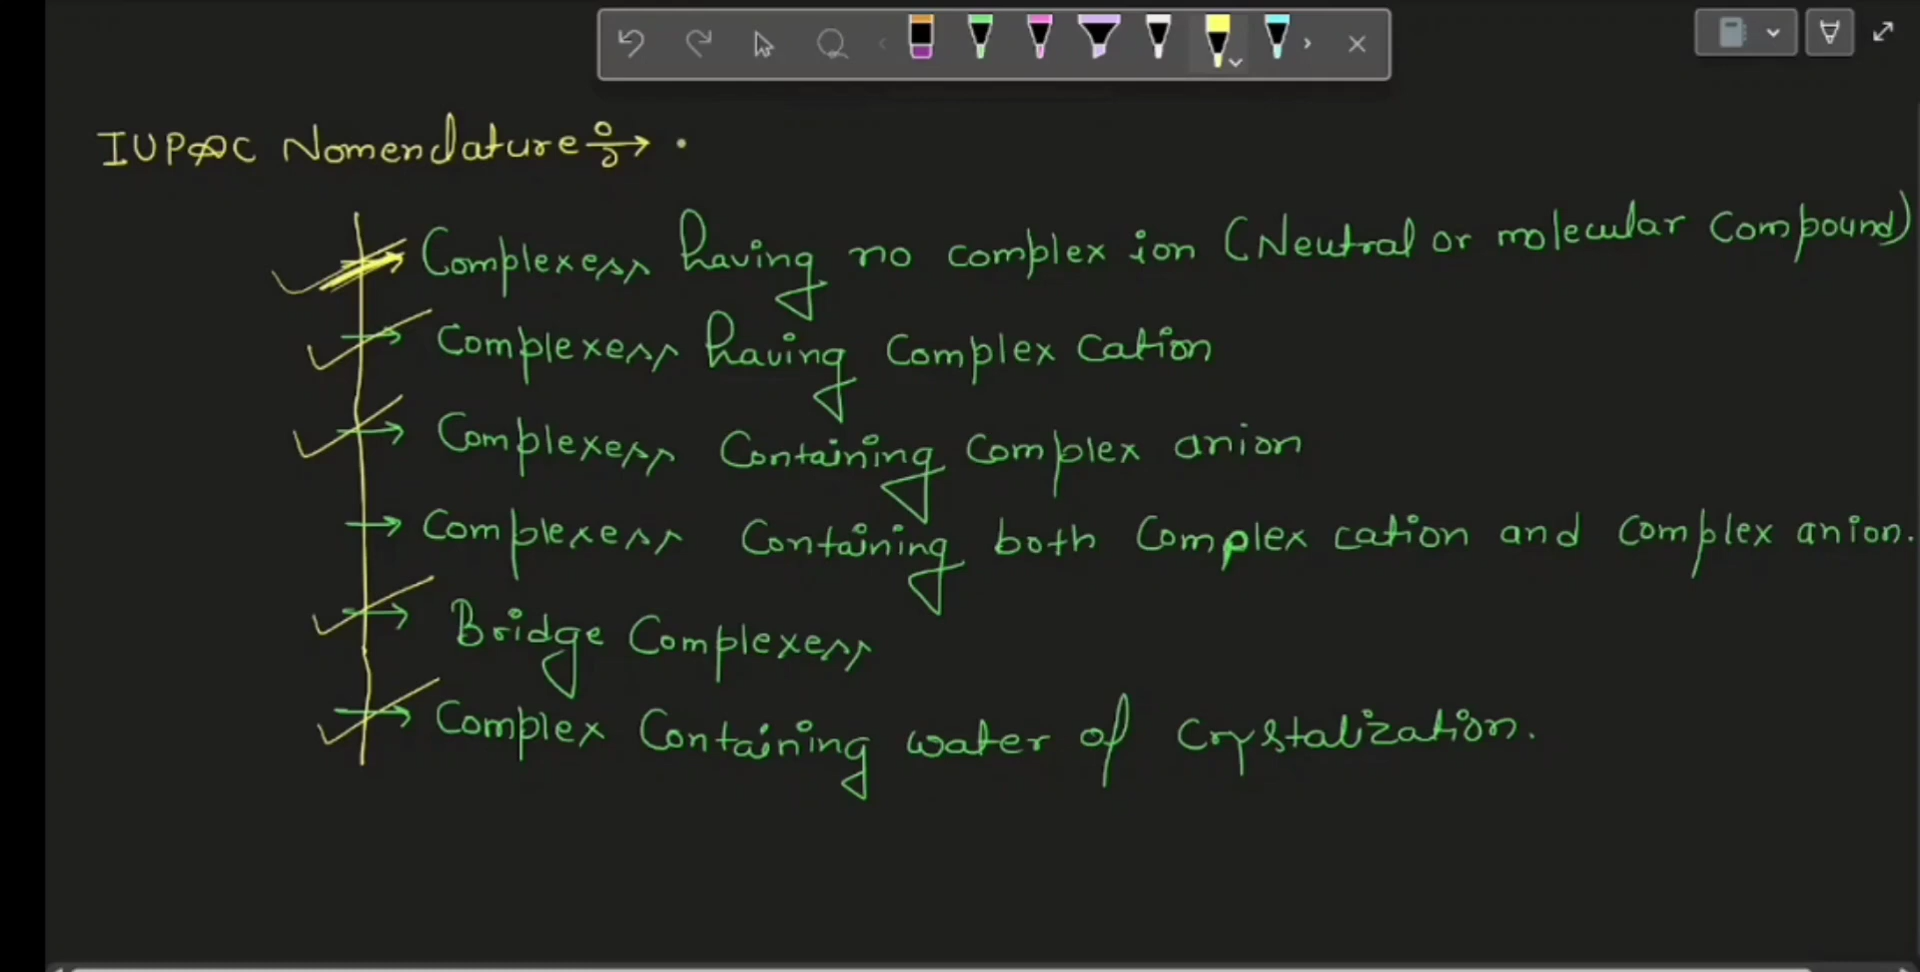 IUPAC Nomenclature :→ .
→ Complexes having no complex ion (Neutral or molecular compound)
→ Complexes having complex cation
→ Complexes containing complex anion
→ Complexes containing both complex cation and complex anion.
→ Bridge Complexes
→ Complex containing water of crystalization.